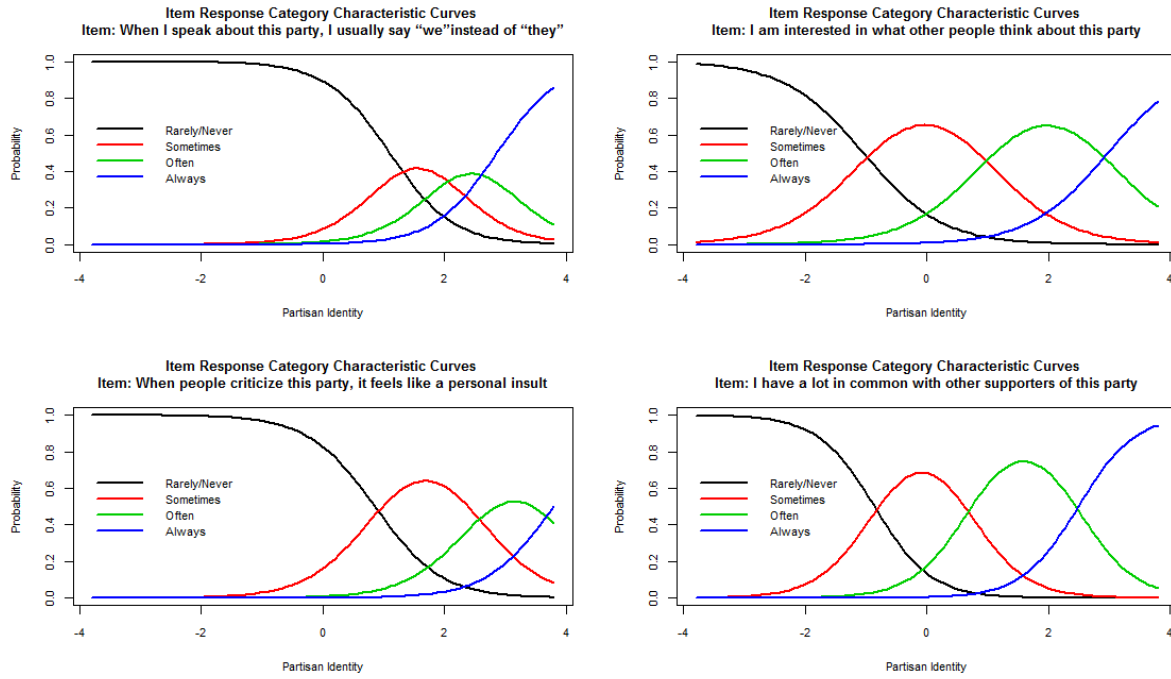 Item Response Category Characteristic Curves
Item: When I speak about this party, I usually say “we”instead of “they”
Probability
1.0
0.8
0.6
0.4
0.2
0.0
Rarely/Never
Sometimes
Often
Always
-4 -2 0 2 4
Partisan Identity
Item Response Category Characteristic Curves
Item: I am interested in what other people think about this party
Probability
1.0
0.8
0.6
0.4
0.2
0.0
Rarely/Never
Sometimes
Often
Always
-4 -2 0 2 4
Partisan Identity
Item Response Category Characteristic Curves
Item: When people criticize this party, it feels like a personal insult
Probability
1.0
0.8
0.6
0.4
0.2
0.0
Rarely/Never
Sometimes
Often
Always
-4 -2 0 2 4
Partisan Identity
Item Response Category Characteristic Curves
Item: I have a lot in common with other supporters of this party
Probability
1.0
0.8
0.6
0.4
0.2
0.0
Rarely/Never
Sometimes
Often
Always
-4 -2 0 2 4
Partisan Identity